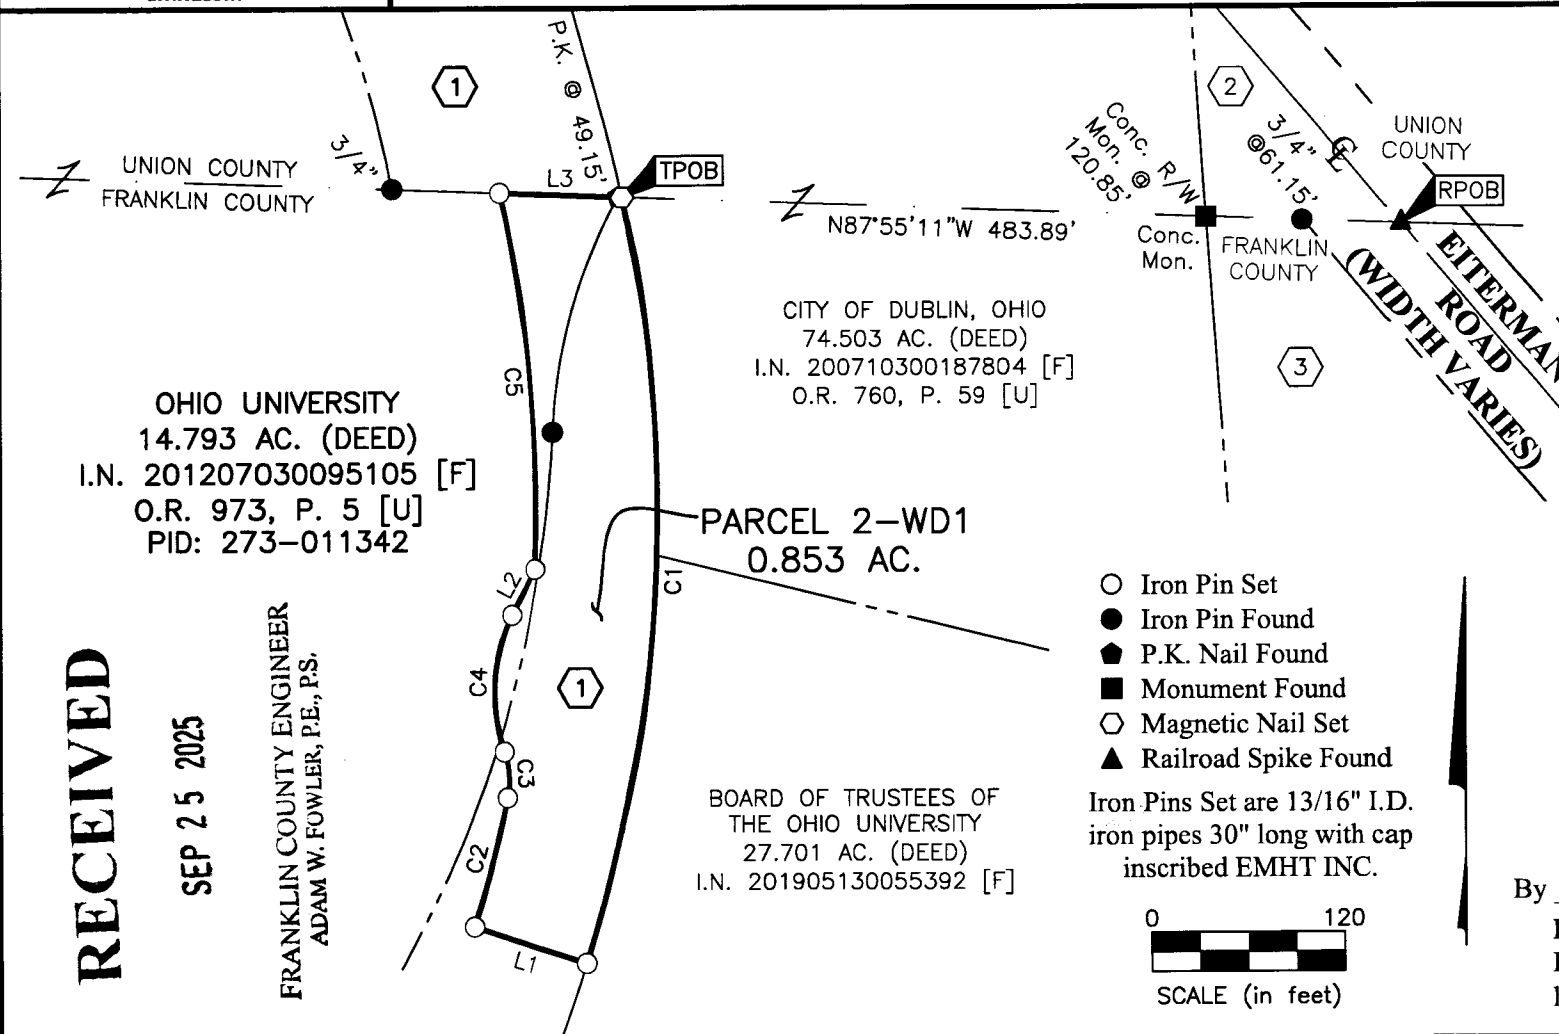 P.K. @ 49.15'
1
3/4"
UNION COUNTY
FRANKLIN COUNTY
L3
TPOB
N87°55'11"W 483.89'
Conc. R/W
Mon. @
120.85'
2
3/4"
@61.15'
℄
UNION
COUNTY
RPOB
Conc.
Mon.
FRANKLIN
COUNTY
EITERMAN
ROAD
(WIDTH VARIES)
3
CITY OF DUBLIN, OHIO
74.503 AC. (DEED)
I.N. 200710300187804 [F]
O.R. 760, P. 59 [U]
C5
OHIO UNIVERSITY
14.793 AC. (DEED)
I.N. 201207030095105 [F]
O.R. 973, P. 5 [U]
PID: 273-011342
PARCEL 2-WD1
0.853 AC.
C1
L2
C4
1
C3
C2
L1
RECEIVED
SEP 25 2025
FRANKLIN COUNTY ENGINEER
ADAM W. FOWLER, P.E., P.S.
BOARD OF TRUSTEES OF
THE OHIO UNIVERSITY
27.701 AC. (DEED)
I.N. 201905130055392 [F]
Iron Pin Set
Iron Pin Found
P.K. Nail Found
Monument Found
Magnetic Nail Set
Railroad Spike Found
Iron Pins Set are 13/16" I.D.
iron pipes 30" long with cap
inscribed EMHT INC.
0 120
SCALE (in feet)
By